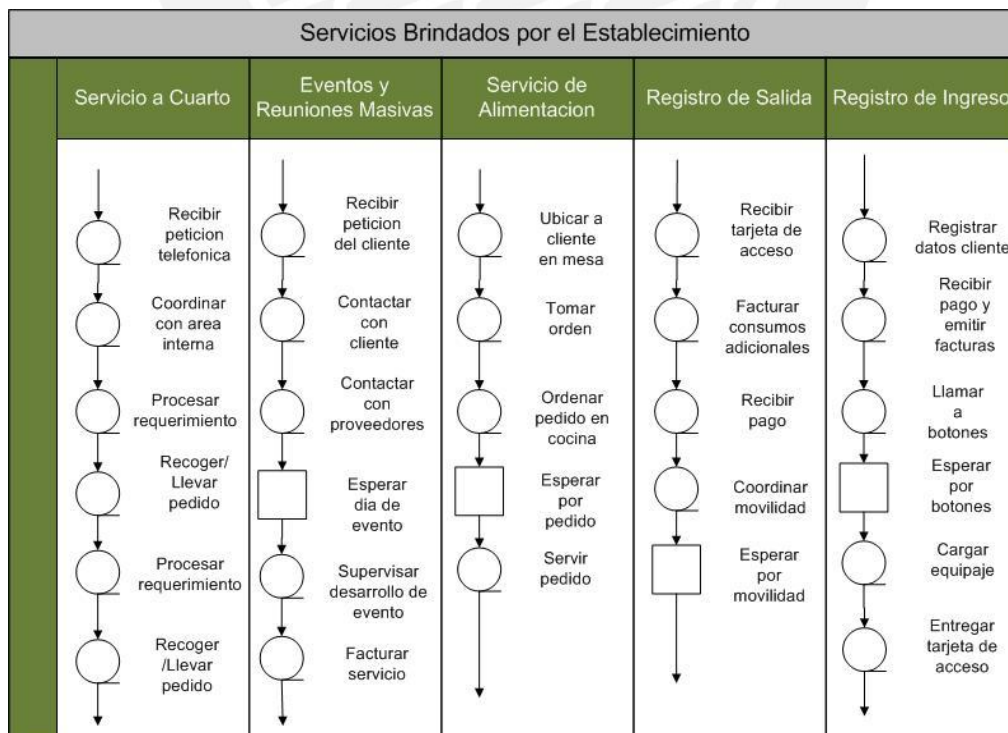 Servicios Brindados por el Establecimiento
Servicio a Cuarto
Eventos y
Reuniones Masivas
Servicio de
Alimentacion
Registro de Salida
Registro de Ingreso
Recibir
peticion
telefonica
Coordinar
con area
interna
Procesar
requerimiento
Recoger/
Llevar
pedido
Procesar
requerimiento
Recoger
/Llevar
pedido
Recibir
peticion
del cliente
Contactar
con
cliente
Contactar
con
proveedores
Esperar
dia de
evento
Supervisar
desarrollo de
evento
Facturar
servicio
Ubicar a
cliente
en mesa
Tomar
orden
Ordenar
pedido en
cocina
Esperar
por
pedido
Servir
pedido
Recibir
tarjeta de
acceso
Facturar
consumos
adicionales
Recibir
pago
Coordinar
movilidad
Esperar
por
movilidad
Registrar
datos cliente
Recibir
pago y
emitir
facturas
Llamar
a
botones
Esperar
por
botones
Cargar
equipaje
Entregar
tarjeta de
acceso